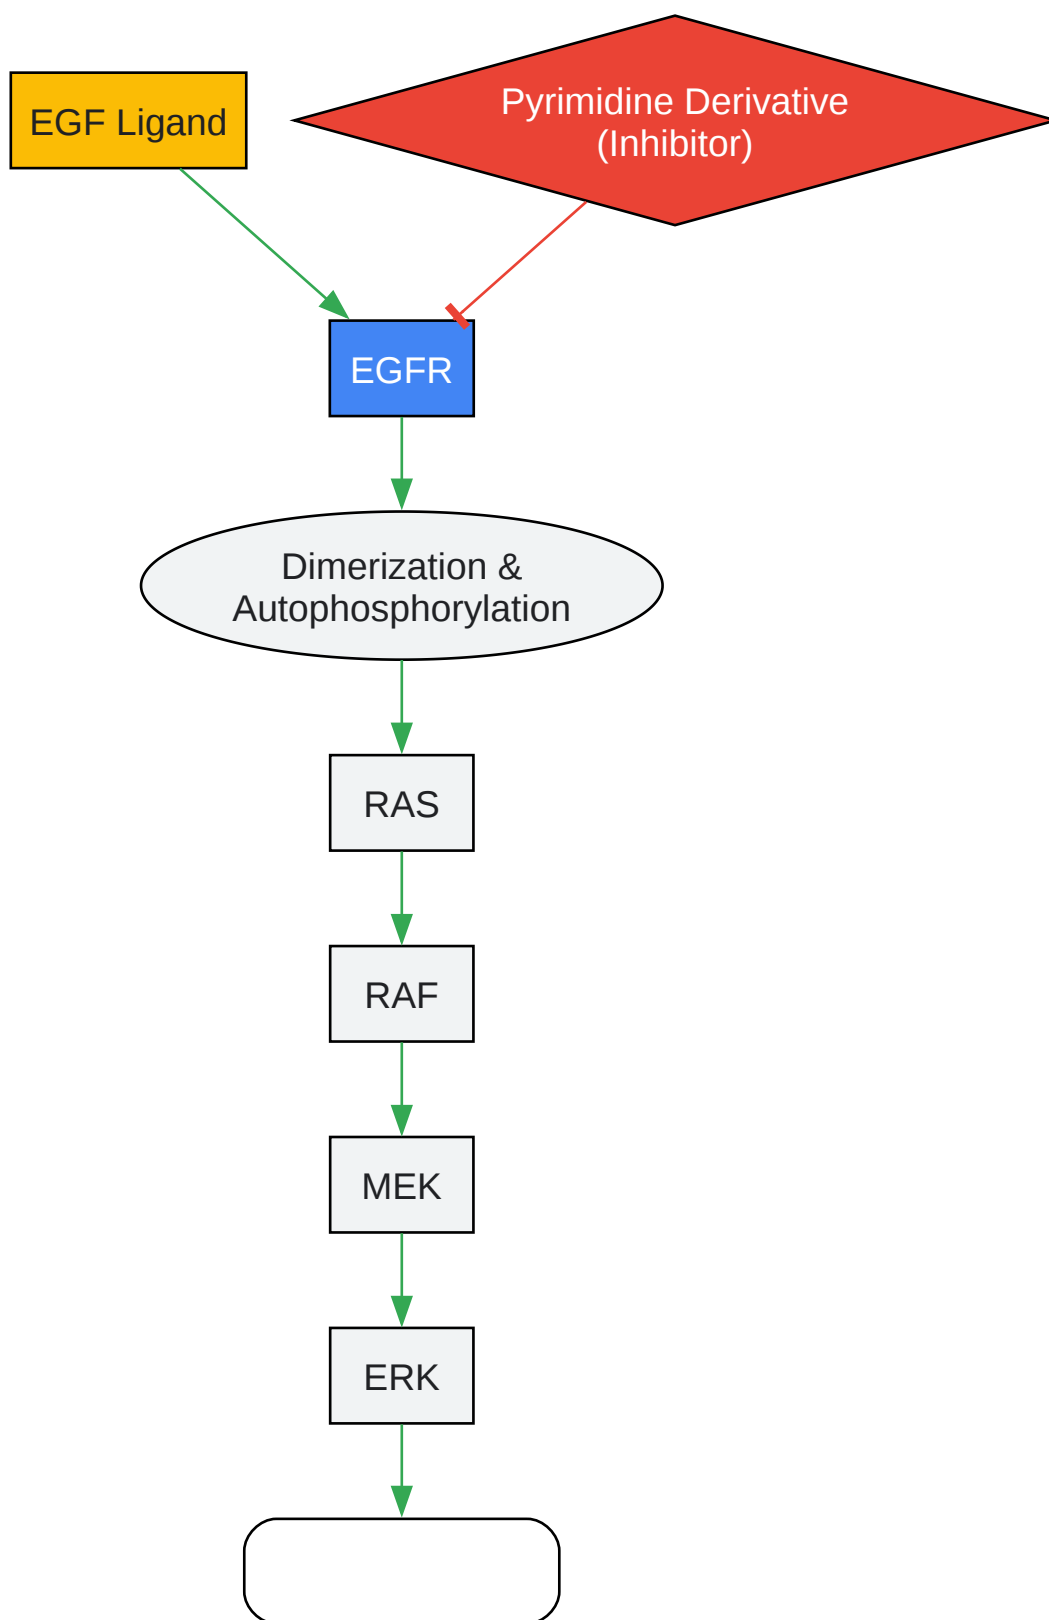 EGF Ligand
Pyrimidine Derivative
(Inhibitor)
EGFR
Dimerization &
Autophosphorylation
RAS
RAF
MEK
ERK